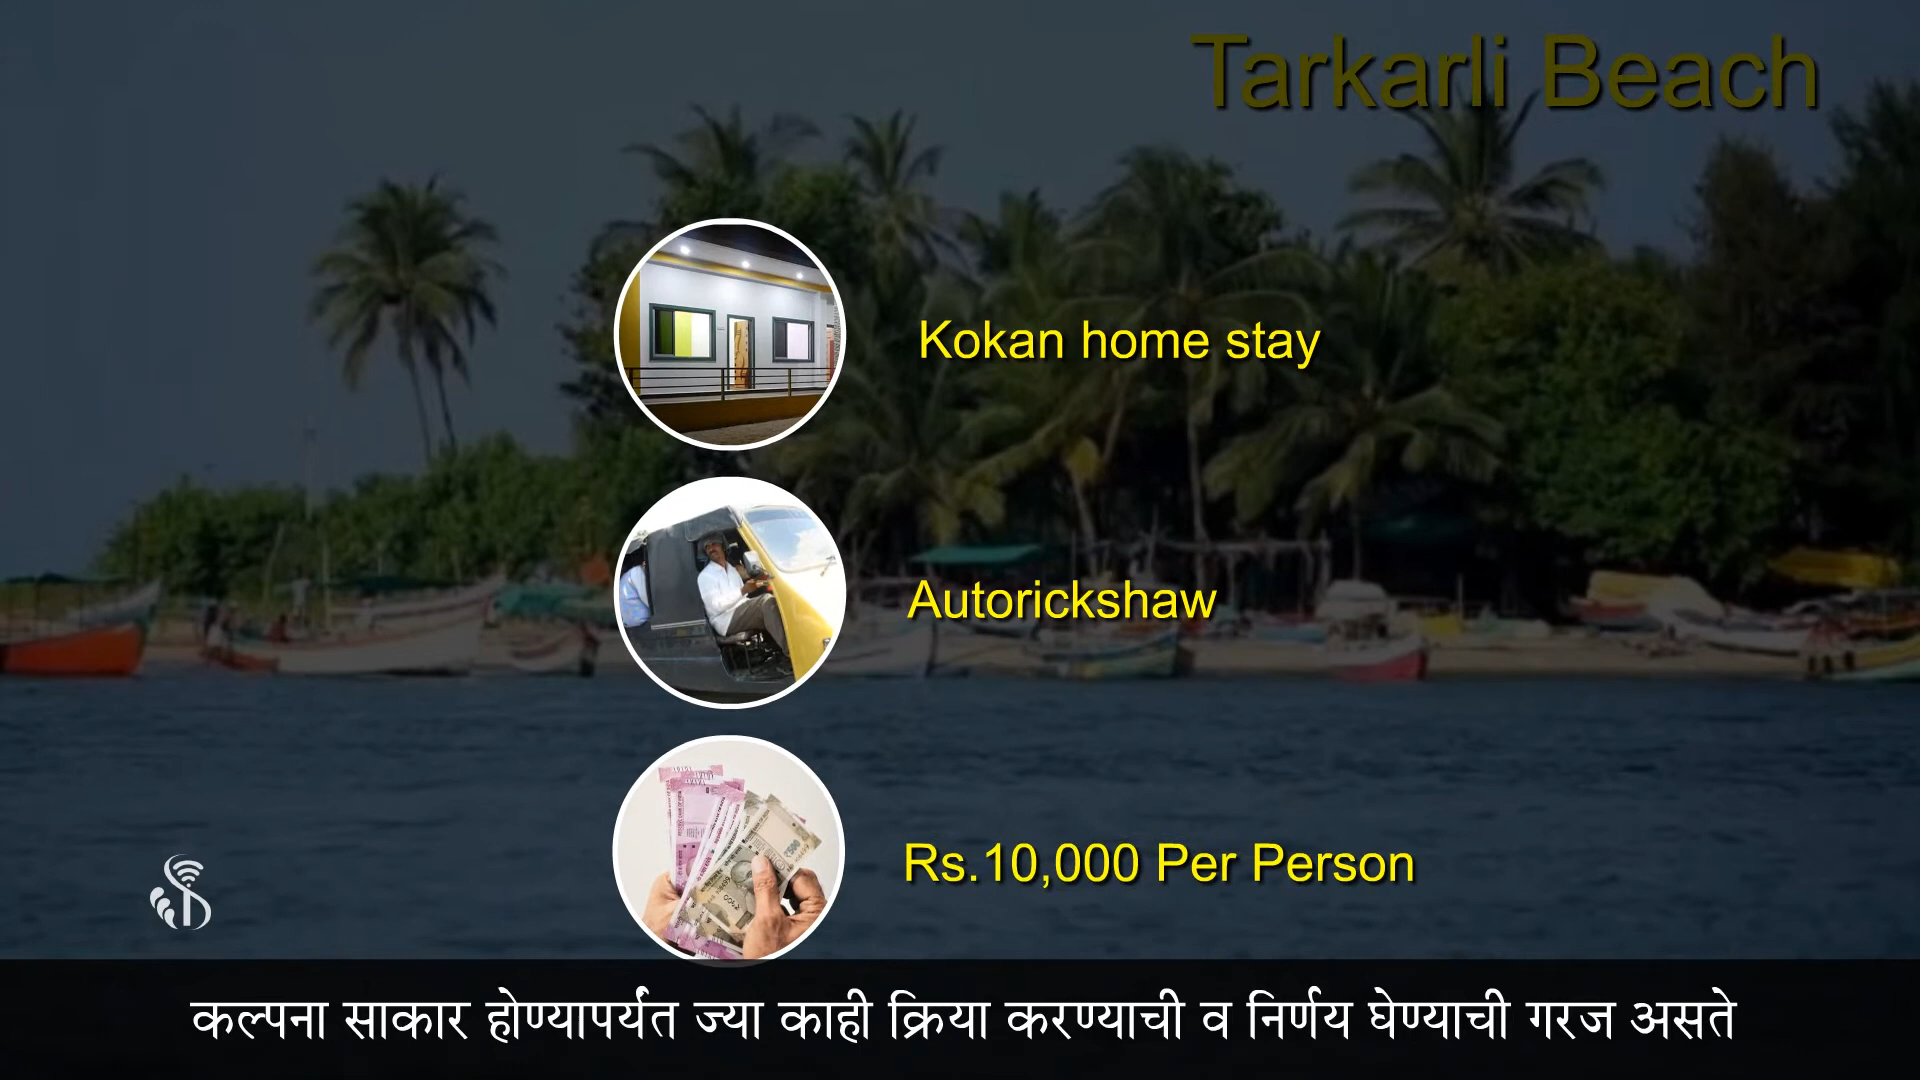 Tarkarli Beach
Kokan home stay
Autorickshaw
Rs.10,000 Per Person
कल्पना साकार होण्यापर्यंत ज्या काही क्रिया करण्याची व निर्णय घेण्याची गरज असते